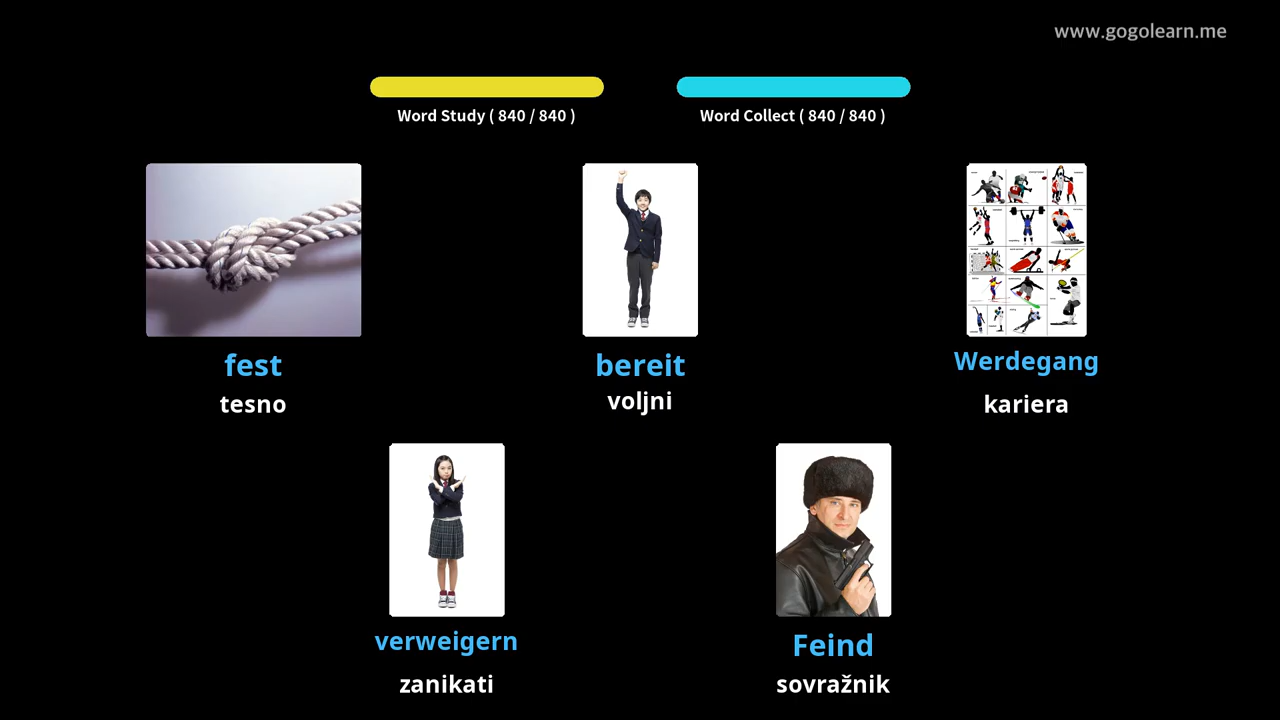 www.gogolearn.me
Word Study ( 840 / 840 )
Word Collect ( 840 / 840 )
fest
tesno
bereit
voljni
Werdegang
kariera
verweigern
zanikati
Feind
sovražnik